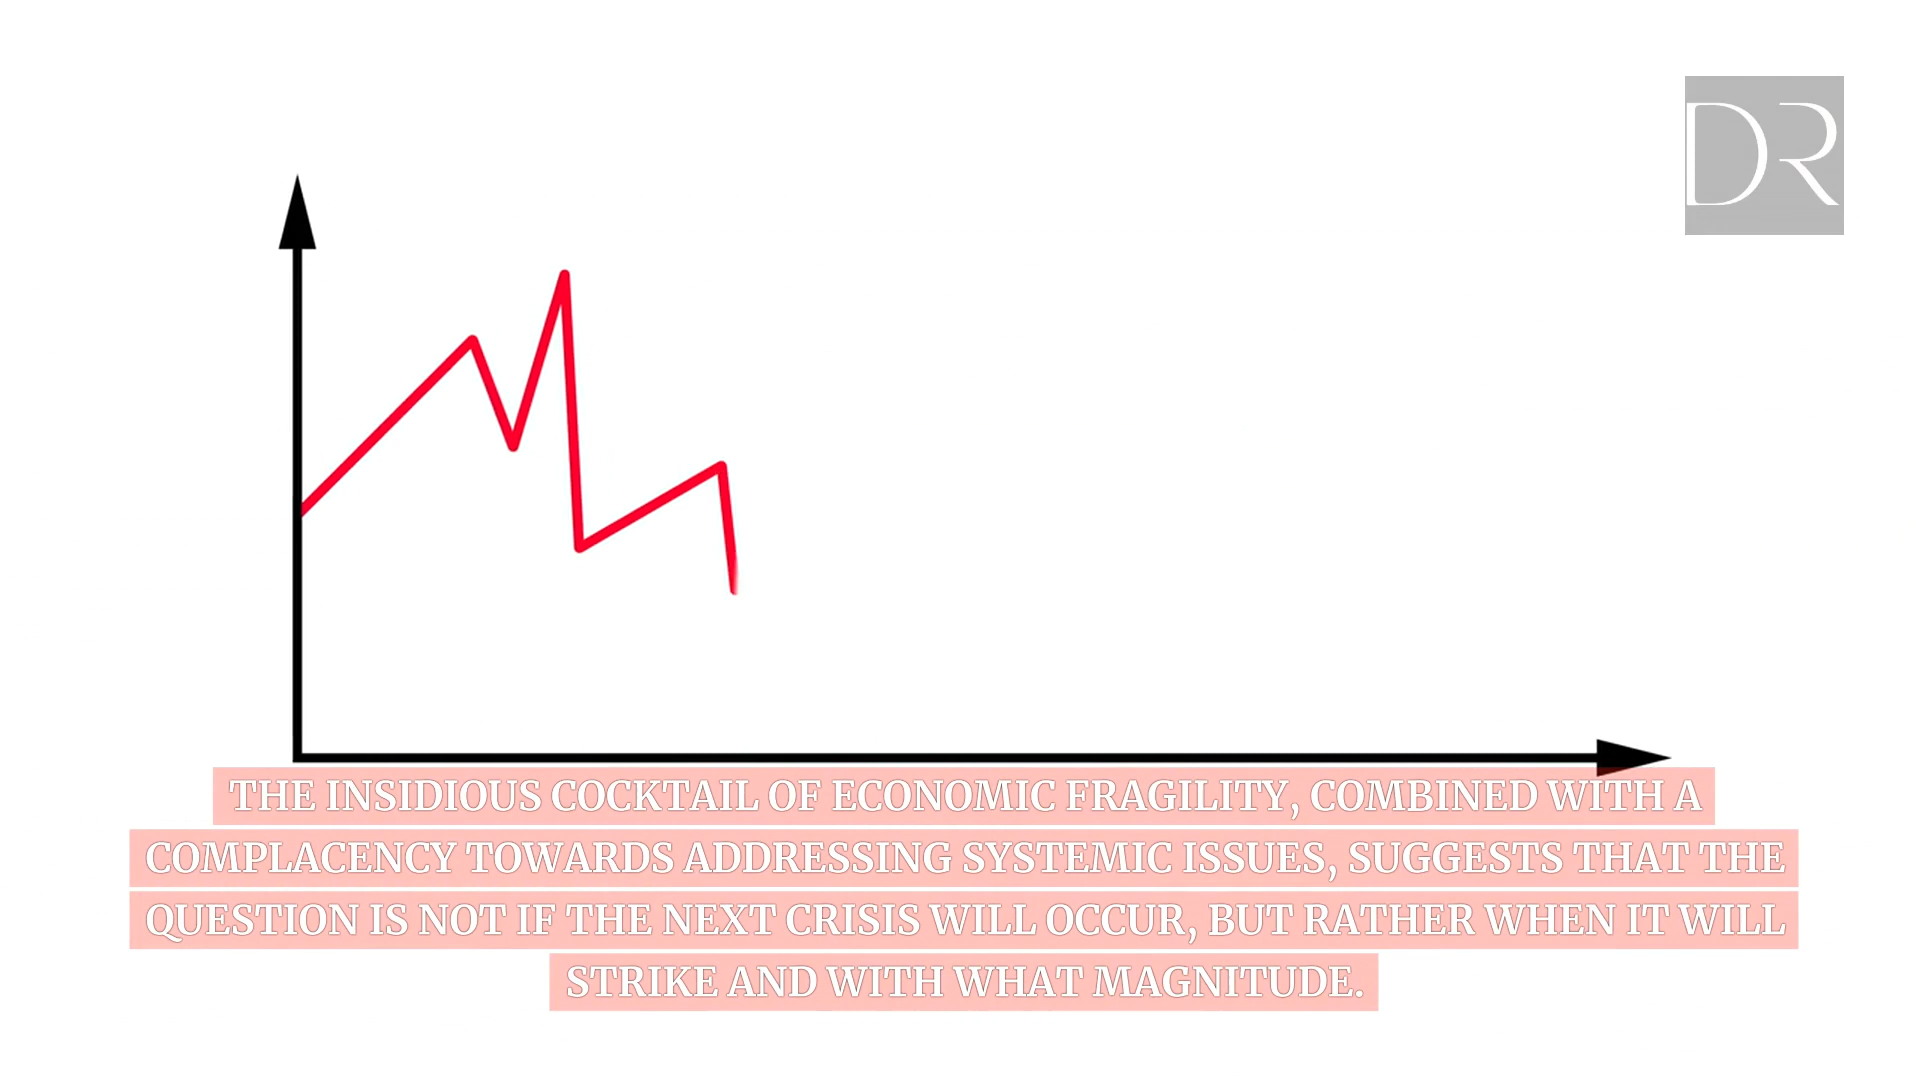 DR
THE INSIDIOUS COCKTAIL OF ECONOMIC FRAGILITY, COMBINED WITH A
COMPLACENCY TOWARDS ADDRESSING SYSTEMIC ISSUES, SUGGESTS THAT THE
QUESTION IS NOT IF THE NEXT CRISIS WILL OCCUR, BUT RATHER WHEN IT WILL
STRIKE AND WITH WHAT MAGNITUDE.